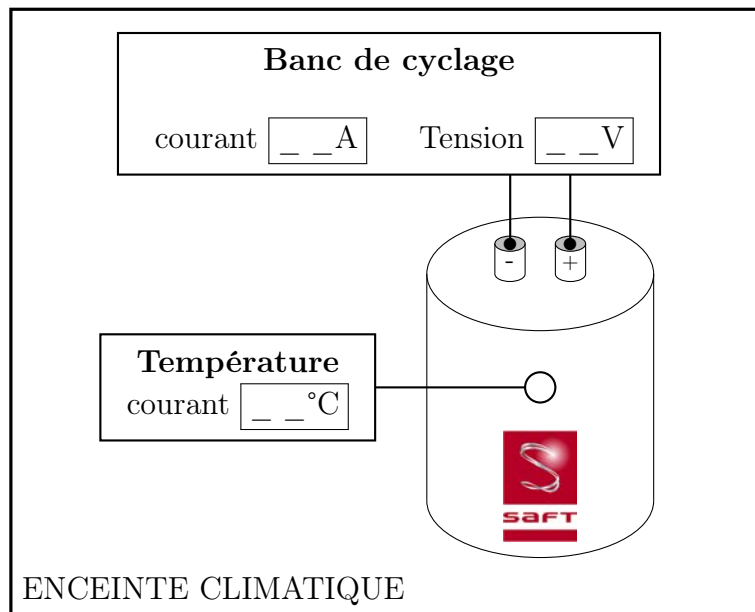 Banc de cyclage
courant _ _A Tension _ _V
- +
Température
courant _ _°C
saft
ENCEINTE CLIMATIQUE